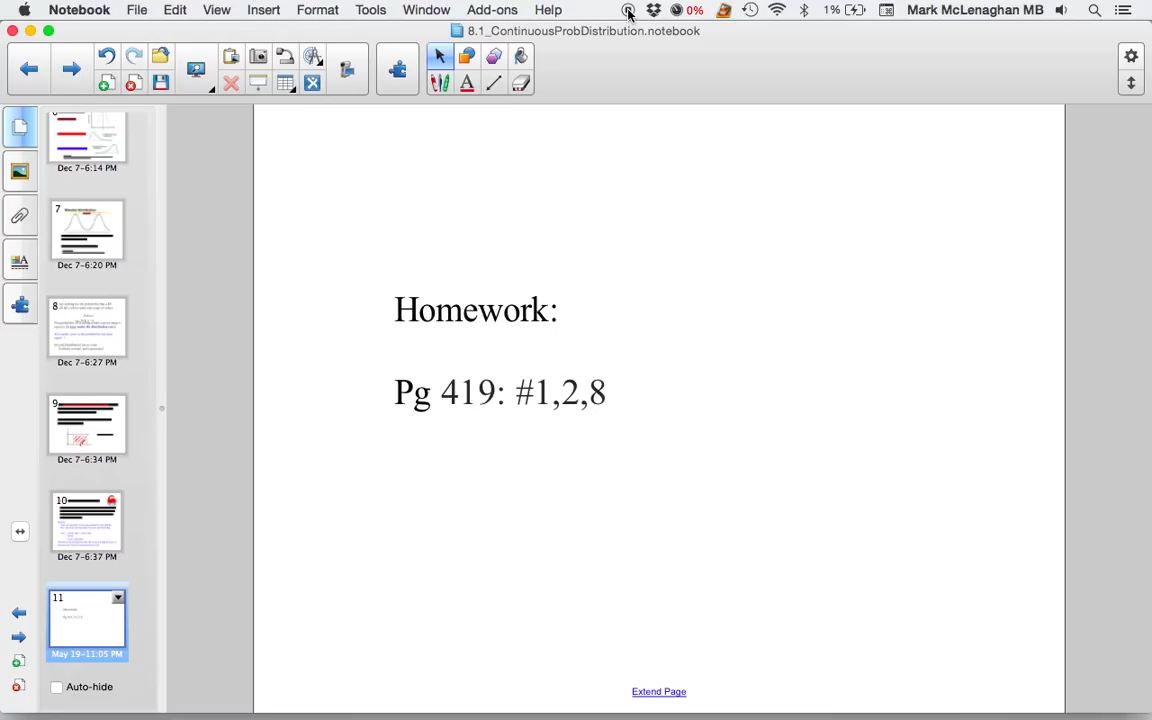 Notebook File Edit View Insert Format Tools Window Add-ons Help 0% 1% Mark McLenaghan MB
8.1_ContinuousProbDistribution.notebook
Dec 7-6:14 PM
7
Dec 7-6:20 PM
8
Dec 7-6:27 PM
9
Dec 7-6:34 PM
10
Dec 7-6:37 PM
11
May 19-11:05 PM
Auto-hide
Homework:
Pg 419: #1,2,8
Extend Page